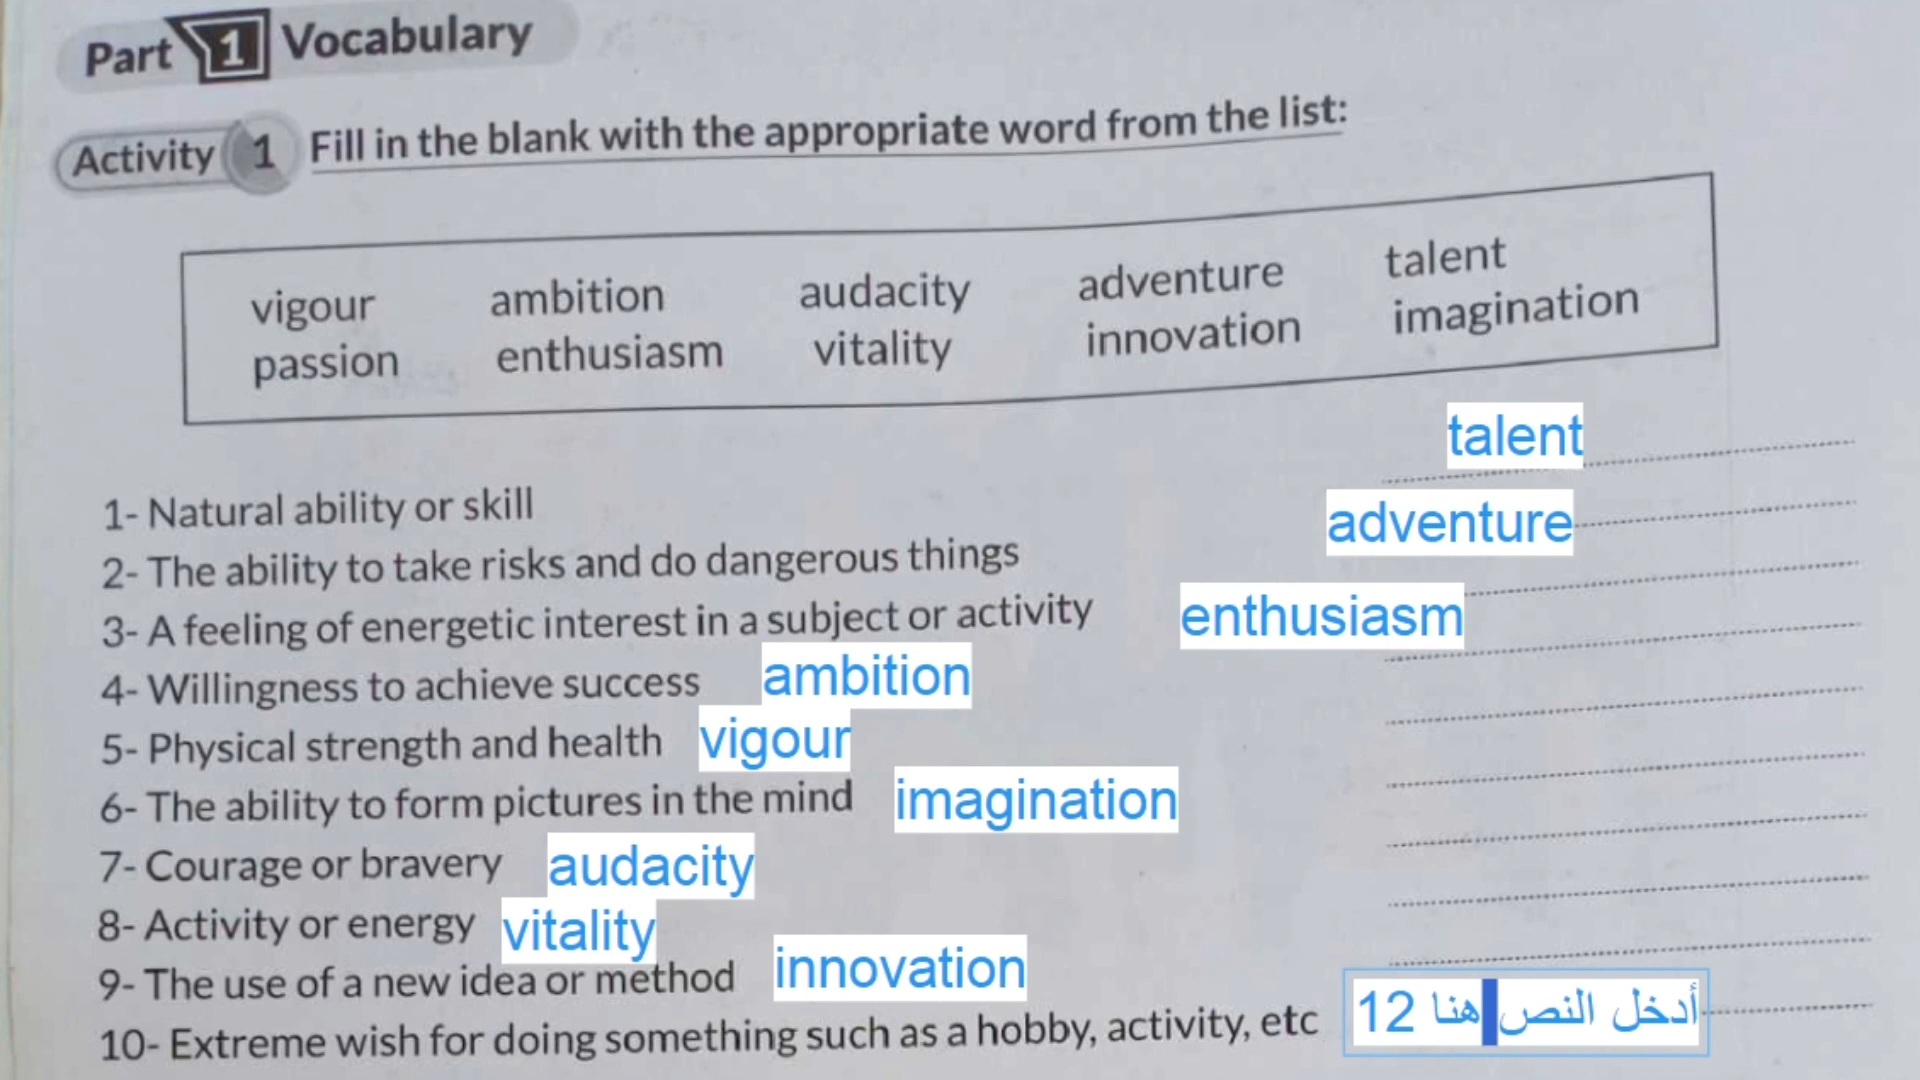 Part 1 Vocabulary
Activity 1 Fill in the blank with the appropriate word from the list:
vigour ambition audacity adventure talent
passion enthusiasm vitality innovation imagination
talent
1- Natural ability or skill
adventure
2- The ability to take risks and do dangerous things
3- A feeling of energetic interest in a subject or activity enthusiasm
4- Willingness to achieve success ambition
5- Physical strength and health vigour
6- The ability to form pictures in the mind imagination
7- Courage or bravery audacity
8- Activity or energy vitality
9- The use of a new idea or method innovation
10- Extreme wish for doing something such as a hobby, activity, etc أدخل النص هنا 12